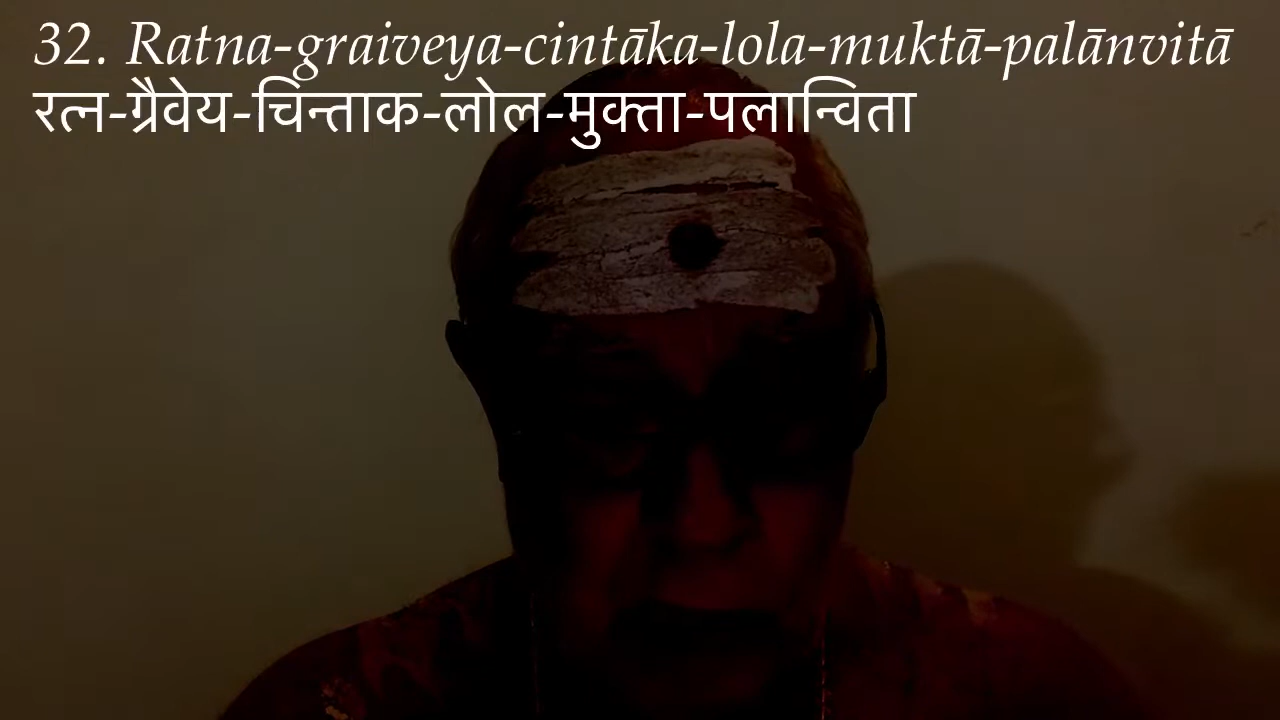 32. Ratna-graiveya-cintāka-lola-muktā-palānvitā
रत्न-ग्रैवेय-चिन्ताक-लोल-मुक्ता-पलान्विता